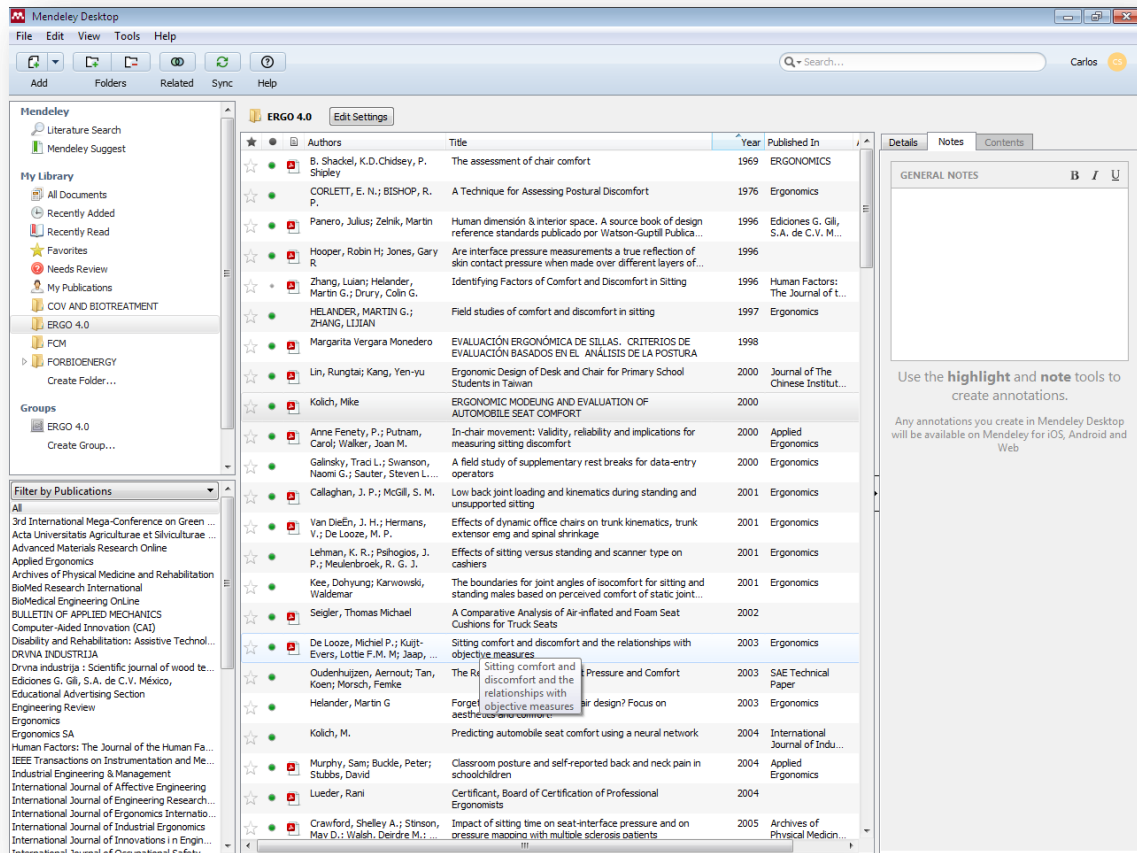 Mendeley Desktop
File Edit View Tools Help
Add Folders Related Sync Help
Search...
Carlos CS
Mendeley
Literature Search
Mendeley Suggest
My Library
All Documents
Recently Added
Recently Read
Favorites
Needs Review
My Publications
COV AND BIOTREATMENT
ERGO 4.0
FCM
FORBIOENERGY
Create Folder...
Groups
ERGO 4.0
Create Group...
Filter by Publications
All
3rd International Mega-Conference on Green ...
Acta Universitatis Agriculturae et Silviculturae ...
Advanced Materials Research Online
Applied Ergonomics
Archives of Physical Medicine and Rehabilitation
BioMed Research International
BioMedical Engineering OnLine
BULLETIN OF APPLIED MECHANICS
Computer-Aided Innovation (CAI)
Disability and Rehabilitation: Assistive Technol...
DRVNA INDUSTRIJA
Drvna industrija : Scientific journal of wood te...
Ediciones G. Gili, S.A. de C.V. México,
Educational Advertising Section
Engineering Review
Ergonomics
Ergonomics SA
Human Factors: The Journal of the Human Fa...
IEEE Transactions on Instrumentation and Me...
Industrial Engineering & Management
International Journal of Affective Engineering
International Journal of Engineering Research...
International Journal of Ergonomics Internatio...
International Journal of Industrial Ergonomics
International Journal of Innovations i n Engin...
International Journal of Occupational Safety
ERGO 4.0 Edit Settings
Authors Title Year Published In
B. Shackel, K.D.Chidsey, P. The assessment of chair comfort 1969 ERGONOMICS
Shipley
CORLETT, E. N.; BISHOP, R. A Technique for Assessing Postural Discomfort 1976 Ergonomics
P.
Panero, Julius; Zelnik, Martin Human dimensión & interior space. A source book of design 1996 Ediciones G. Gili,
reference standards publicado por Watson-Guptill Publica... S.A. de C.V. M...
Hooper, Robin H; Jones, Gary Are interface pressure measurements a true reflection of 1996
R skin contact pressure when made over different layers of...
Zhang, Luian; Helander, Identifying Factors of Comfort and Discomfort in Sitting 1996 Human Factors:
Martin G.; Drury, Colin G. The Journal of t...
HELANDER, MARTIN G.; Field studies of comfort and discomfort in sitting 1997 Ergonomics
ZHANG, LIJIAN
Margarita Vergara Monedero EVALUACIÓN ERGONÓMICA DE SILLAS. CRITERIOS DE 1998
EVALUACIÓN BASADOS EN EL ANÁLISIS DE LA POSTURA
Lin, Rungtai; Kang, Yen-yu Ergonomic Design of Desk and Chair for Primary School 2000 Journal of The
Students in Taiwan Chinese Institut...
Kolich, Mike ERGONOMIC MODEUNG AND EVALUATION OF 2000
AUTOMOBILE SEAT COMFORT
Anne Fenety, P.; Putnam, In-chair movement: Validity, reliability and implications for 2000 Applied
Carol; Walker, Joan M. measuring sitting discomfort Ergonomics
Galinsky, Traci L.; Swanson, A field study of supplementary rest breaks for data-entry 2000 Ergonomics
Naomi G.; Sauter, Steven L.... operators
Callaghan, J. P.; McGill, S. M. Low back joint loading and kinematics during standing and 2001 Ergonomics
unsupported sitting
Van DieËn, J. H.; Hermans, Effects of dynamic office chairs on trunk kinematics, trunk 2001 Ergonomics
V.; De Looze, M. P. extensor emg and spinal shrinkage
Lehman, K. R.; Psihogios, J. Effects of sitting versus standing and scanner type on 2001 Ergonomics
P.; Meulenbroek, R. G. J. cashiers
Kee, Dohyung; Karwowski, The boundaries for joint angles of isocomfort for sitting and 2001 Ergonomics
Waldemar standing males based on perceived comfort of static joint...
Seigler, Thomas Michael A Comparative Analysis of Air-inflated and Foam Seat 2002
Cushions for Truck Seats
De Looze, Michiel P.; Kuijt- Sitting comfort and discomfort and the relationships with 2003 Ergonomics
Evers, Lottie F.M. M; Jaap, ... objective measures
Sitting comfort and
discomfort and the
relationships with
objective measures
Oudenhuijzen, Aernout; Tan, The Re Pressure and Comfort 2003 SAE Technical
Koen; Morsch, Femke Paper
Helander, Martin G Forget air design? Focus on 2003 Ergonomics
aesthetics and comfort!
Kolich, M. Predicting automobile seat comfort using a neural network 2004 International
Journal of Indu...
Murphy, Sam; Buckle, Peter; Classroom posture and self-reported back and neck pain in 2004 Applied
Stubbs, David schoolchildren Ergonomics
Lueder, Rani Certificant, Board of Certification of Professional 2004
Ergonomists
Crawford, Shelley A.; Stinson, Impact of sitting time on seat-interface pressure and on 2005 Archives of
May D.; Walsh, Deirdre M.; ... pressure mapping with multiple sclerosis patients Physical Medicin...
Details Notes Contents
GENERAL NOTES B I U
Use the highlight and note tools to
create annotations.
Any annotations you create in Mendeley Desktop
will be available on Mendeley for iOS, Android and
Web